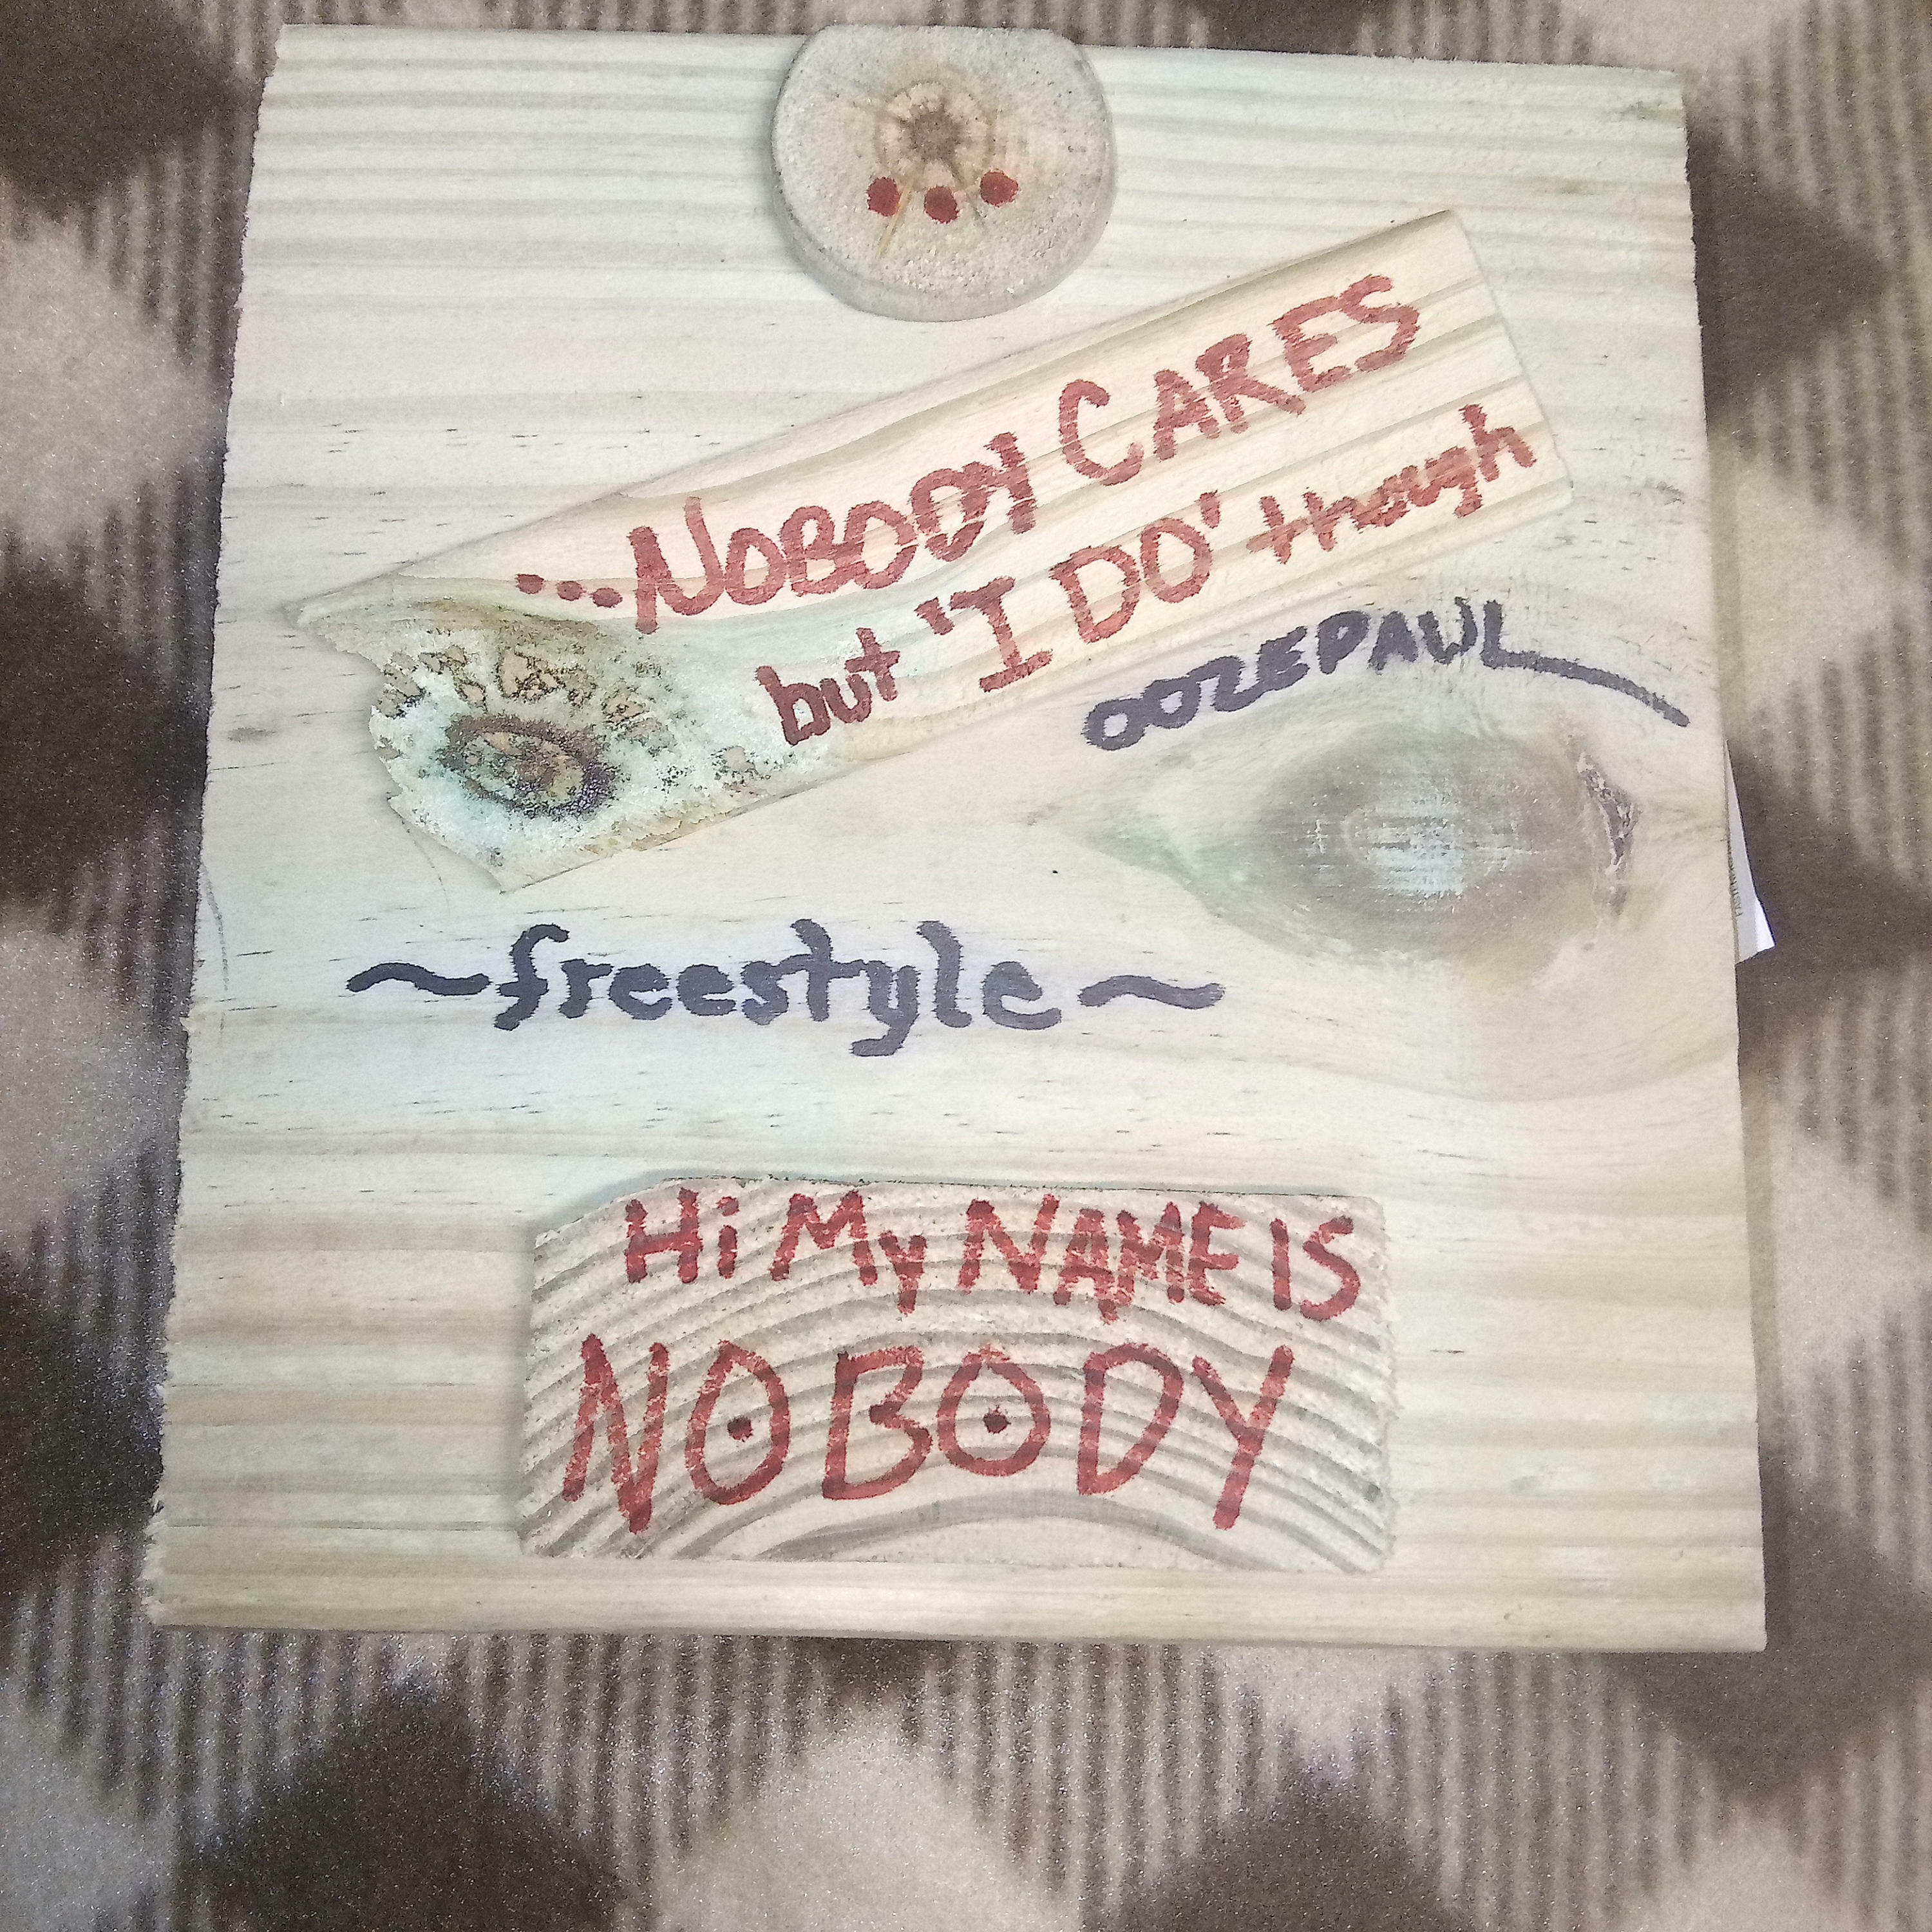 ...NOBODY CARES
but 'I DO' though
OOZEPAUL
~freestyle~
Hi My NAME IS
NOBODY